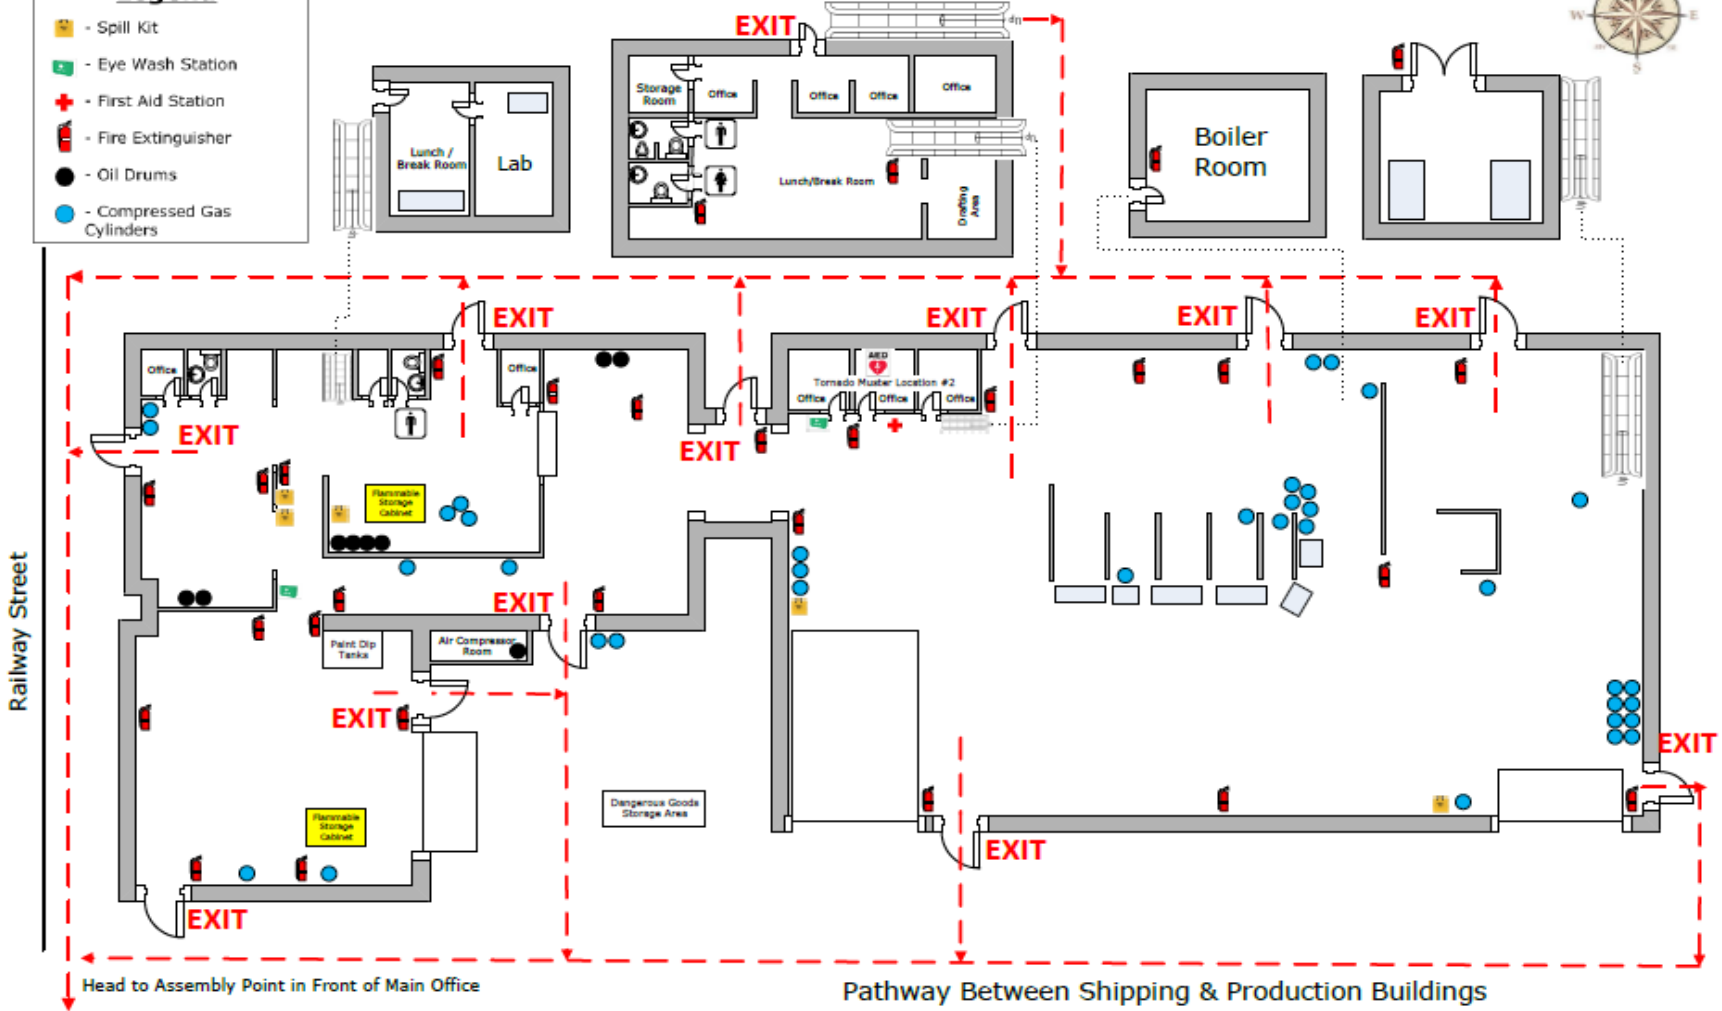 - Spill Kit
- Eye Wash Station
- First Aid Station
- Fire Extinguisher
- Oil Drums
- Compressed Gas
Cylinders
Lunch /
Break Room
Lab
EXIT
Up
Storage
Room
Office
Office
Office
Office
Lunch/Break Room
Drafting
Area
Up
Boiler
Room
W
E
S
EXIT
EXIT
EXIT
EXIT
Office
Office
AED
Tornado Muster Location #2
Office
Office
Office
EXIT
EXIT
Flammable
Storage
Cabinet
Railway Street
EXIT
Paint Dip
Tanks
Air Compressor
Room
EXIT
Flammable
Storage
Cabinet
Dangerous Goods
Storage Area
EXIT
EXIT
EXIT
Head to Assembly Point in Front of Main Office
Pathway Between Shipping & Production Buildings